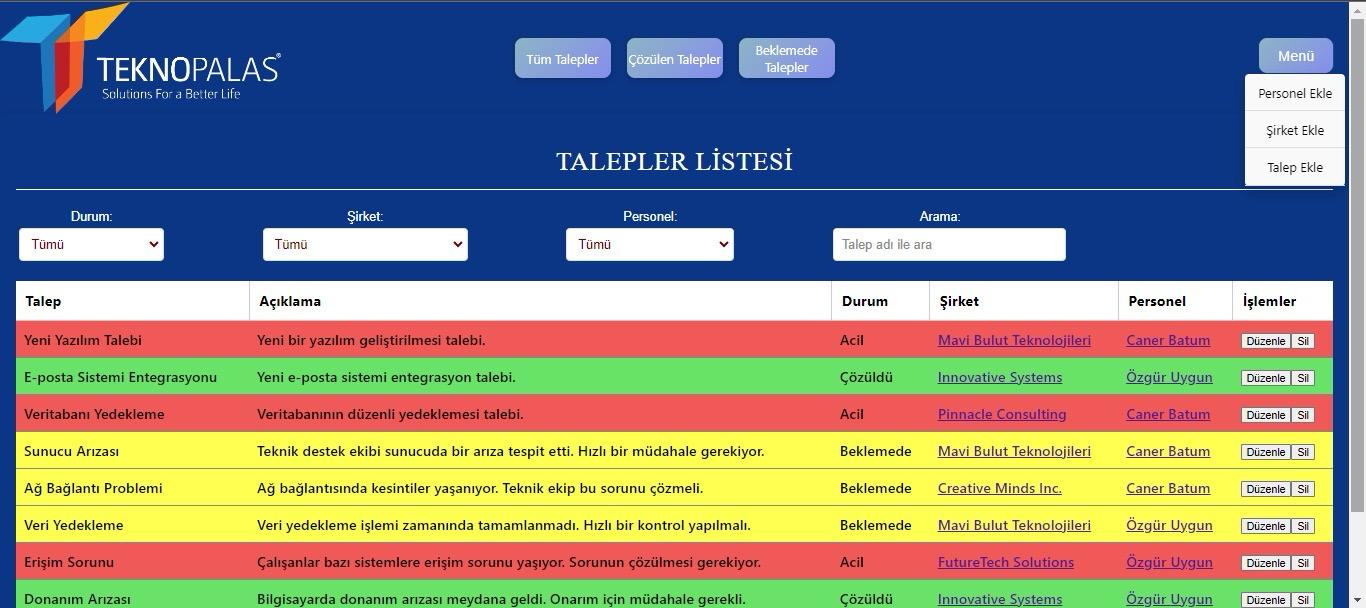 TEKNOPALAS®
Solutions For a Better Life
Tüm Talepler
Çözülen Talepler
Beklemede
Talepler
Menü
Personel Ekle
Şirket Ekle
Talep Ekle
TALEPLER LİSTESİ
Durum: Şirket: Personel: Arama:
Tümü Tümü Tümü Talep adı ile ara
Talep Açıklama Durum Şirket Personel İşlemler
Yeni Yazılım Talebi Yeni bir yazılım geliştirilmesi talebi. Acil Mavi Bulut Teknolojileri Caner Batum Düzenle Sil
E-posta Sistemi Entegrasyonu Yeni e-posta sistemi entegrasyon talebi. Çözüldü Innovative Systems Özgür Uygun Düzenle Sil
Veritabanı Yedekleme Veritabanının düzenli yedeklemesi talebi. Acil Pinnacle Consulting Caner Batum Düzenle Sil
Sunucu Arızası Teknik destek ekibi sunucuda bir arıza tespit etti. Hızlı bir müdahale gerekiyor. Beklemede Mavi Bulut Teknolojileri Caner Batum Düzenle Sil
Ağ Bağlantı Problemi Ağ bağlantısında kesintiler yaşanıyor. Teknik ekip bu sorunu çözmeli. Beklemede Creative Minds Inc. Caner Batum Düzenle Sil
Veri Yedekleme Veri yedekleme işlemi zamanında tamamlanmadı. Hızlı bir kontrol yapılmalı. Beklemede Mavi Bulut Teknolojileri Özgür Uygun Düzenle Sil
Erişim Sorunu Çalışanlar bazı sistemlere erişim sorunu yaşıyor. Sorunun çözülmesi gerekiyor. Acil FutureTech Solutions Özgür Uygun Düzenle Sil
Donanım Arızası Bilgisayarda donanım arızası meydana geldi. Onarım için müdahale gerekli. Çözüldü Innovative Systems Özgür Uygun Düzenle Sil